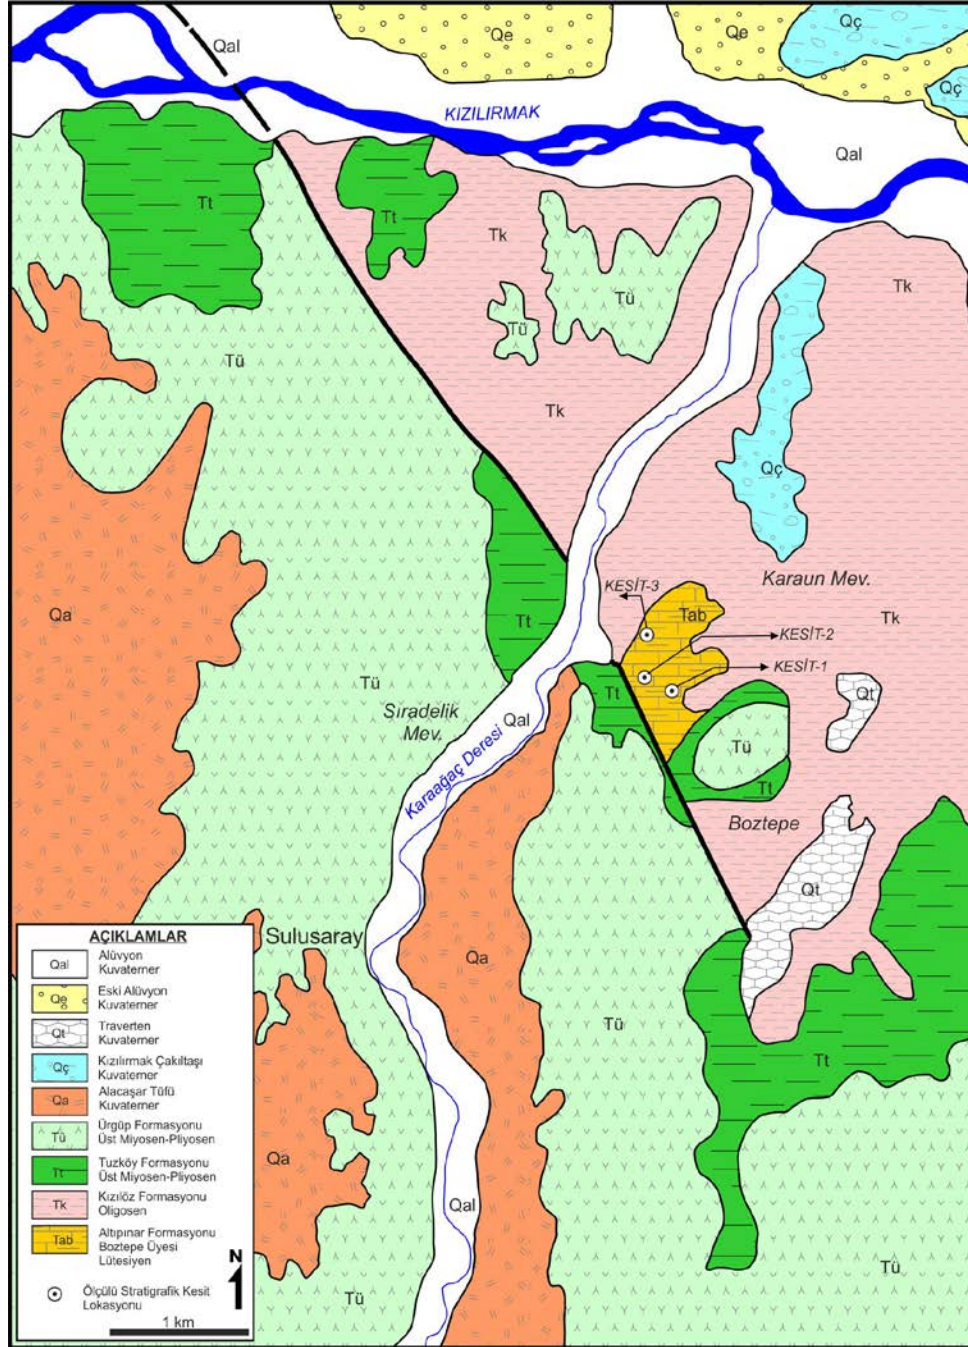 Qe
Qe
Qç
Qal
Qç
KIZILIRMAK
Qal
Tt
Tt
Tk
Tk
Tü
Tü
Tü
Tk
Qç
Karaun Mev.
KESİT-3
Qa
Tab
Tk
Tt
KESİT-2
KESİT-1
Tü
Tt
Qt
Sıradelik
Mev.
Qal
Tü
Karaağaç Deresi
Tt
Boztepe
Qt
Sulusaray
Qa
Tü
Tt
Qa
Qal
Tü
Tü
AÇIKLAMLAR
Qal Alüvyon
Kuvaterner
Qe Eski Alüvyon
Kuvaterner
Qt Traverten
Kuvaterner
Qç Kızılırmak Çakıltaşı
Kuvaterner
Qa Alacaşar Tüfü
Kuvaterner
Tü Ürgüp Formasyonu
Üst Miyosen-Pliyosen
Tt Tuzköy Formasyonu
Üst Miyosen-Pliyosen
Tk Kızılöz Formasyonu
Oligosen
Tab Altıpınar Formasyonu
Boztepe Üyesi
Lütesiyen
N
Ölçülü Stratigrafik Kesit
Lokasyonu
1 km